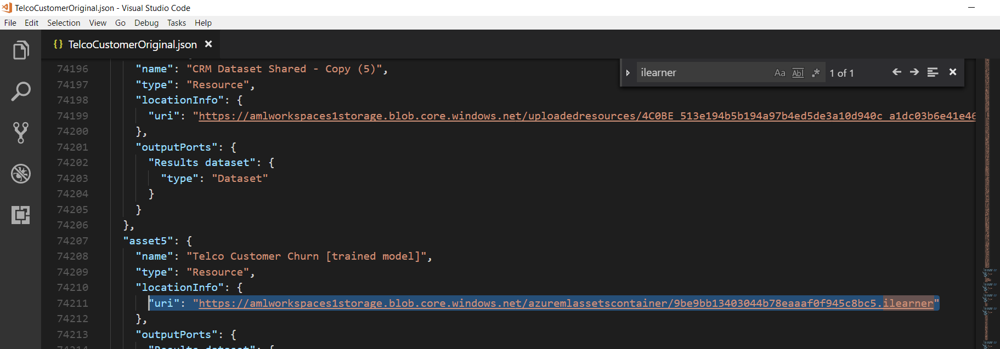 TelcoCustomerOriginal.json - Visual Studio Code
File Edit Selection View Go Debug Tasks Help
{} TelcoCustomerOriginal.json ×
ilearner Aa Abl .* 1 of 1
74196 "name": "CRM Dataset Shared - Copy (5)",
74197 "type": "Resource",
74198 "locationInfo": {
74199 "uri": "https://amlworkspaces1storage.blob.core.windows.net/uploadedresources/4C0BE_513e194b5b194a97b4ed5de3a10d940c_a1dc03b6e41e46
74200 },
74201 "outputPorts": {
74202 "Results dataset": {
74203 "type": "Dataset"
74204 }
74205 }
74206 },
74207 "asset5": {
74208 "name": "Telco Customer Churn [trained model]",
74209 "type": "Resource",
74210 "locationInfo": {
74211 "uri": "https://amlworkspaces1storage.blob.core.windows.net/azuremlassetscontainer/9be9bb13403044b78eaaaf0f945c8bc5.ilearner"
74212 },
74213 "outputPorts": {
74214 "Results dataset": {